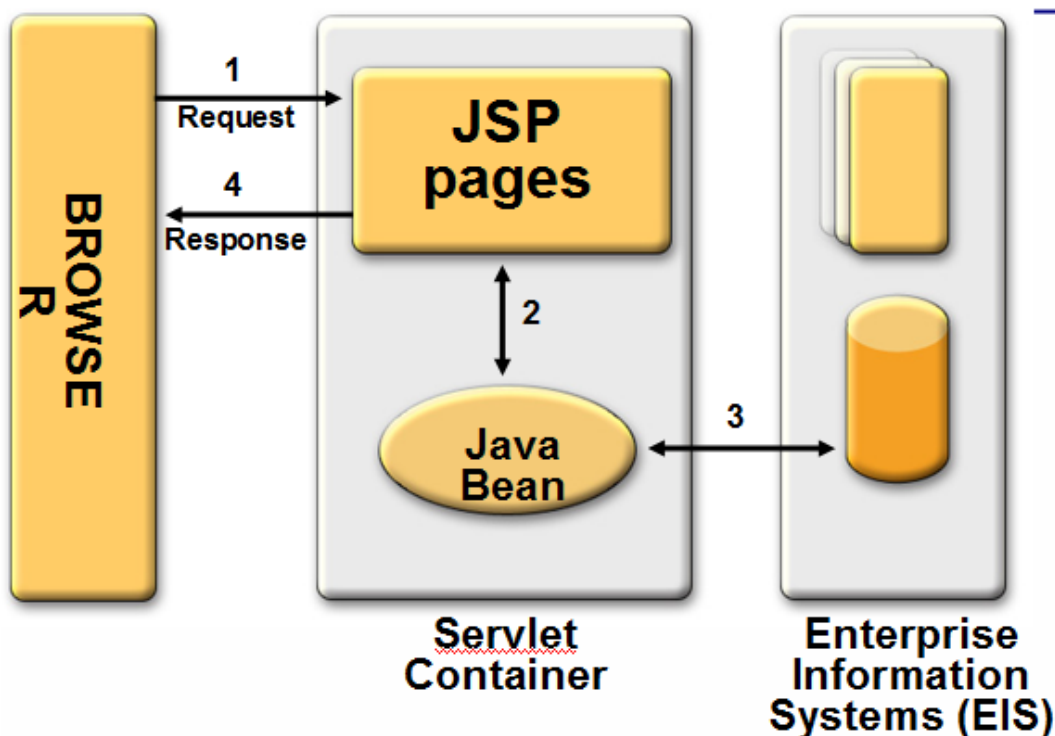 BROWSE
R
1
Request
4
Response
JSP
pages
2
Java
Bean
3
Servlet
Container
Enterprise
Information
Systems (EIS)